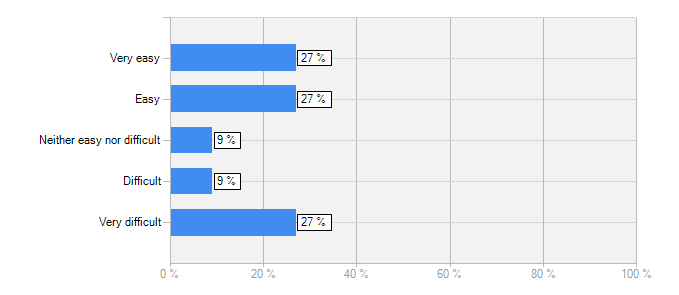 Very easy 27 %
Easy 27 %
Neither easy nor difficult 9 %
Difficult 9 %
Very difficult 27 %
0 % 20 % 40 % 60 % 80 % 100 %